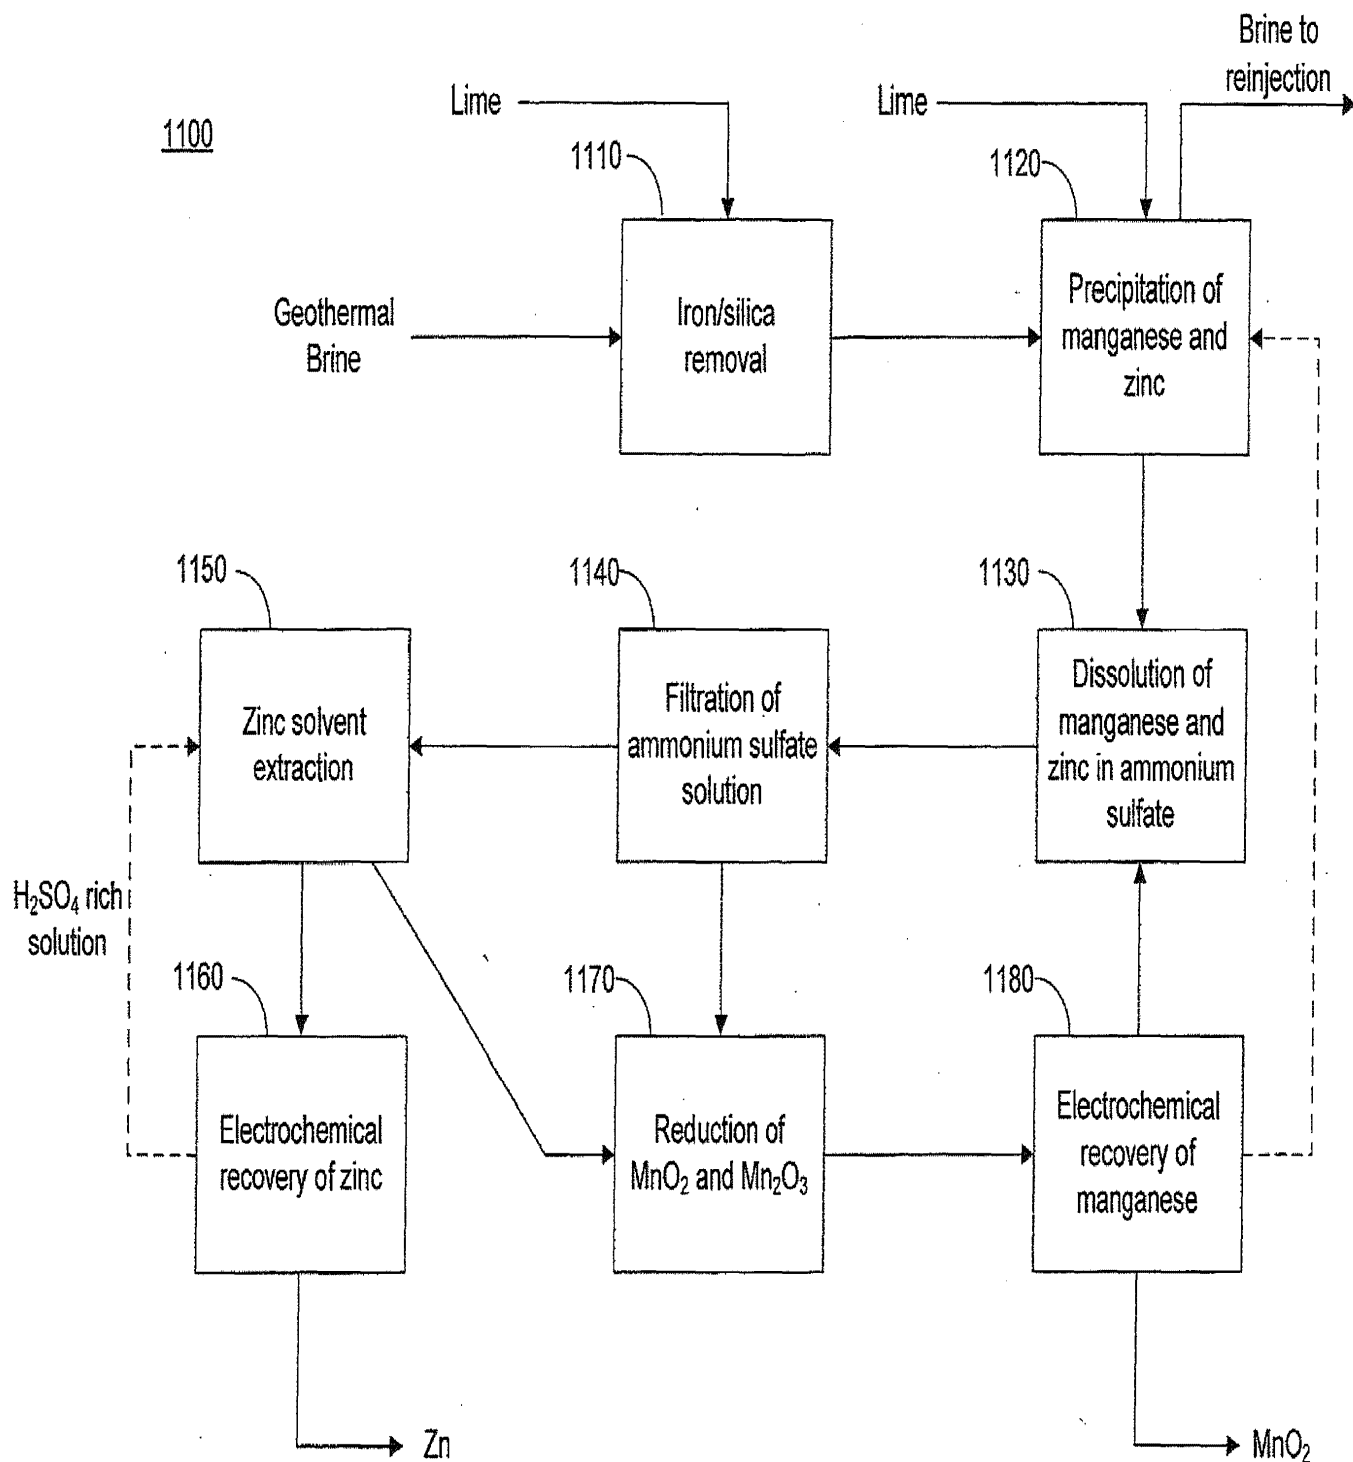 Brine to
reinjection
Lime
Lime
1100
1110
1120
Geothermal
Brine
Iron/silica
removal
Precipitation of
manganese and
zinc
1150
1140
1130
Zinc solvent
extraction
Filtration of
ammonium sulfate
solution
Dissolution of
manganese and
zinc in ammonium
sulfate
H₂SO₄ rich
solution
1160
1170
1180
Electrochemical
recovery of zinc
Reduction of
MnO₂ and Mn₂O₃
Electrochemical
recovery of
manganese
Zn
MnO₂